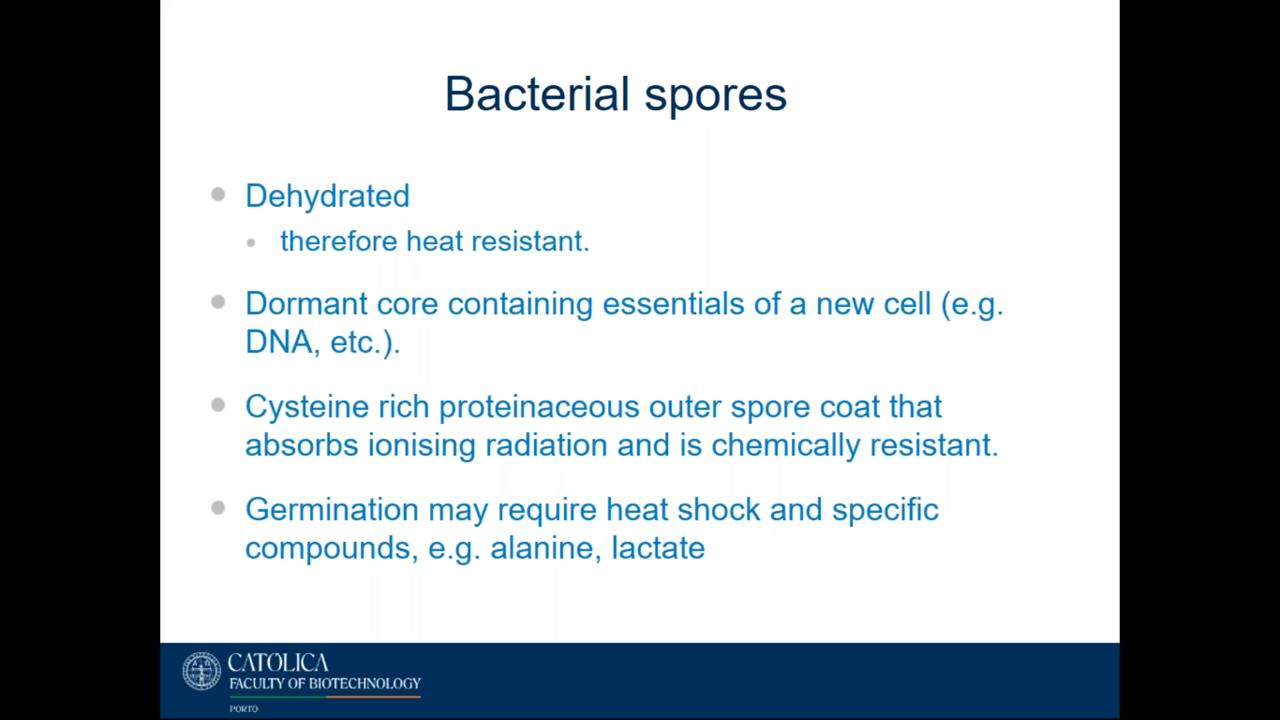 Bacterial spores
Dehydrated
therefore heat resistant.
Dormant core containing essentials of a new cell (e.g.
DNA, etc.).
Cysteine rich proteinaceous outer spore coat that
absorbs ionising radiation and is chemically resistant.
Germination may require heat shock and specific
compounds, e.g. alanine, lactate
CATOLICA
FACULTY OF BIOTECHNOLOGY
PORTO